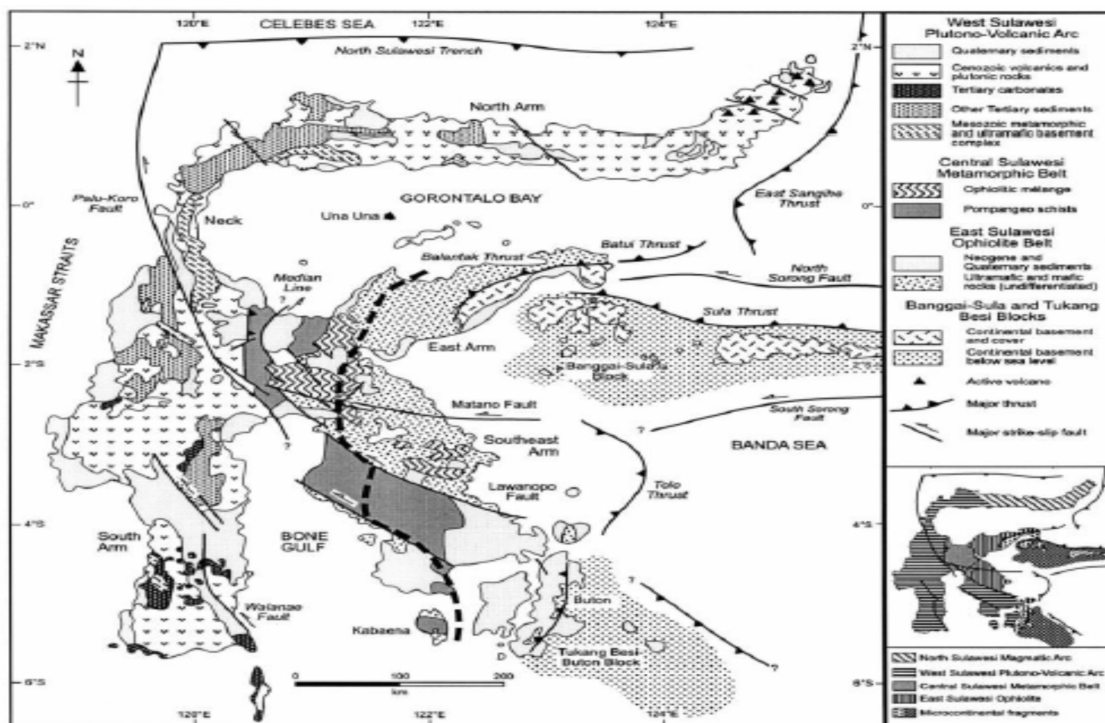 120°E
CELEBES SEA
122°E
124°E
2°N
2°N
N
North Sulawesi Trench
North Arm
East Sangihe
Thrust
Palu-Koro
Fault
Neck
GORONTALO BAY
Una Una
0°
0°
MAKASSAR STRAITS
Median
Line
?
Balantak Thrust
Batui Thrust
North
Sorong Fault
Sula Thrust
East Arm
Banggai-Sula
Block
2°S
2°S
Matano Fault
South Sorong
Fault
?
?
Southeast
Arm
BANDA SEA
?
Lawanopo
Fault
Tolo
Thrust
4°S
4°S
South
Arm
BONE
GULF
Walanae
Fault
Buton
?
Kabaena
Tukang Besi-
Buton Block
?
0
100
200
km
6°S
6°S
120°E
122°E
124°E
West Sulawesi
Plutono-Volcanic Arc
Quaternary sediments
Cenozoic volcanics and
plutonic rocks
Tertiary carbonates
Other Tertiary sediments
Mesozoic metamorphic
and ultramafic basement
complex
Central Sulawesi
Metamorphic Belt
Ophiolitic mélange
Pompangeo schists
East Sulawesi
Ophiolite Belt
Neogene and
Quaternary sediments
Ultramafic and mafic
rocks (undifferentiated)
Banggai-Sula and Tukang
Besi Blocks
Continental basement
and cover
Continental basement
below sea level
Active volcano
Major thrust
Major strike-slip fault
North Sulawesi Magmatic Arc
West Sulawesi Plutono-Volcanic Arc
Central Sulawesi Metamorphic Belt
East Sulawesi Ophiolite
Microcontinental fragments